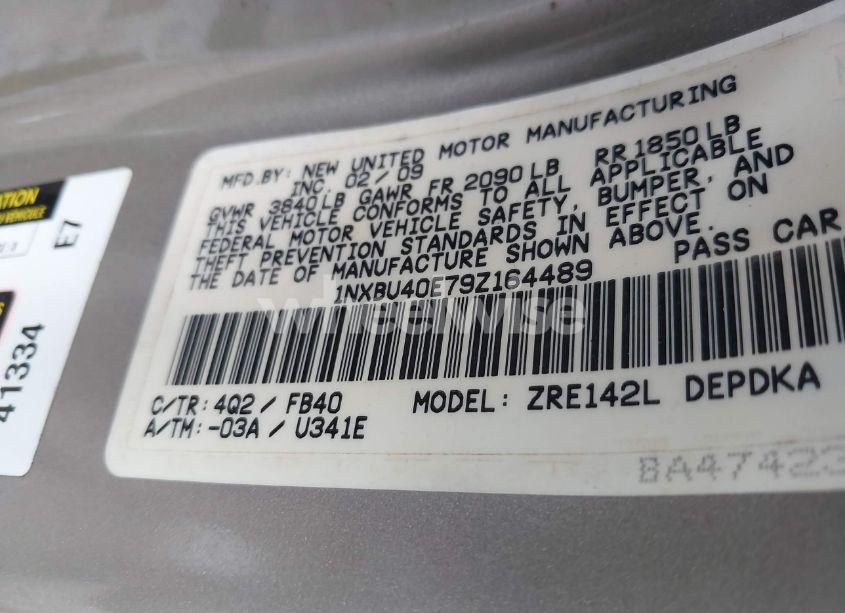 MFD.BY: NEW UNITED MOTOR MANUFACTURING
INC. 02/09
GVWR 3840LB GAWR FR 2090LB RR 1850LB
THIS VEHICLE CONFORMS TO ALL APPLICABLE
FEDERAL MOTOR VEHICLE SAFETY, BUMPER, AND
THEFT PREVENTION STANDARDS IN EFFECT ON
THE DATE OF MANUFACTURE SHOWN ABOVE.
1NXBU40E79Z164489 PASS CAR
wheelwise
C/TR: 4Q2/ FB40 MODEL: ZRE142L DEPDKA
A/TM: -03A / U341E
BA47423
E7
41334